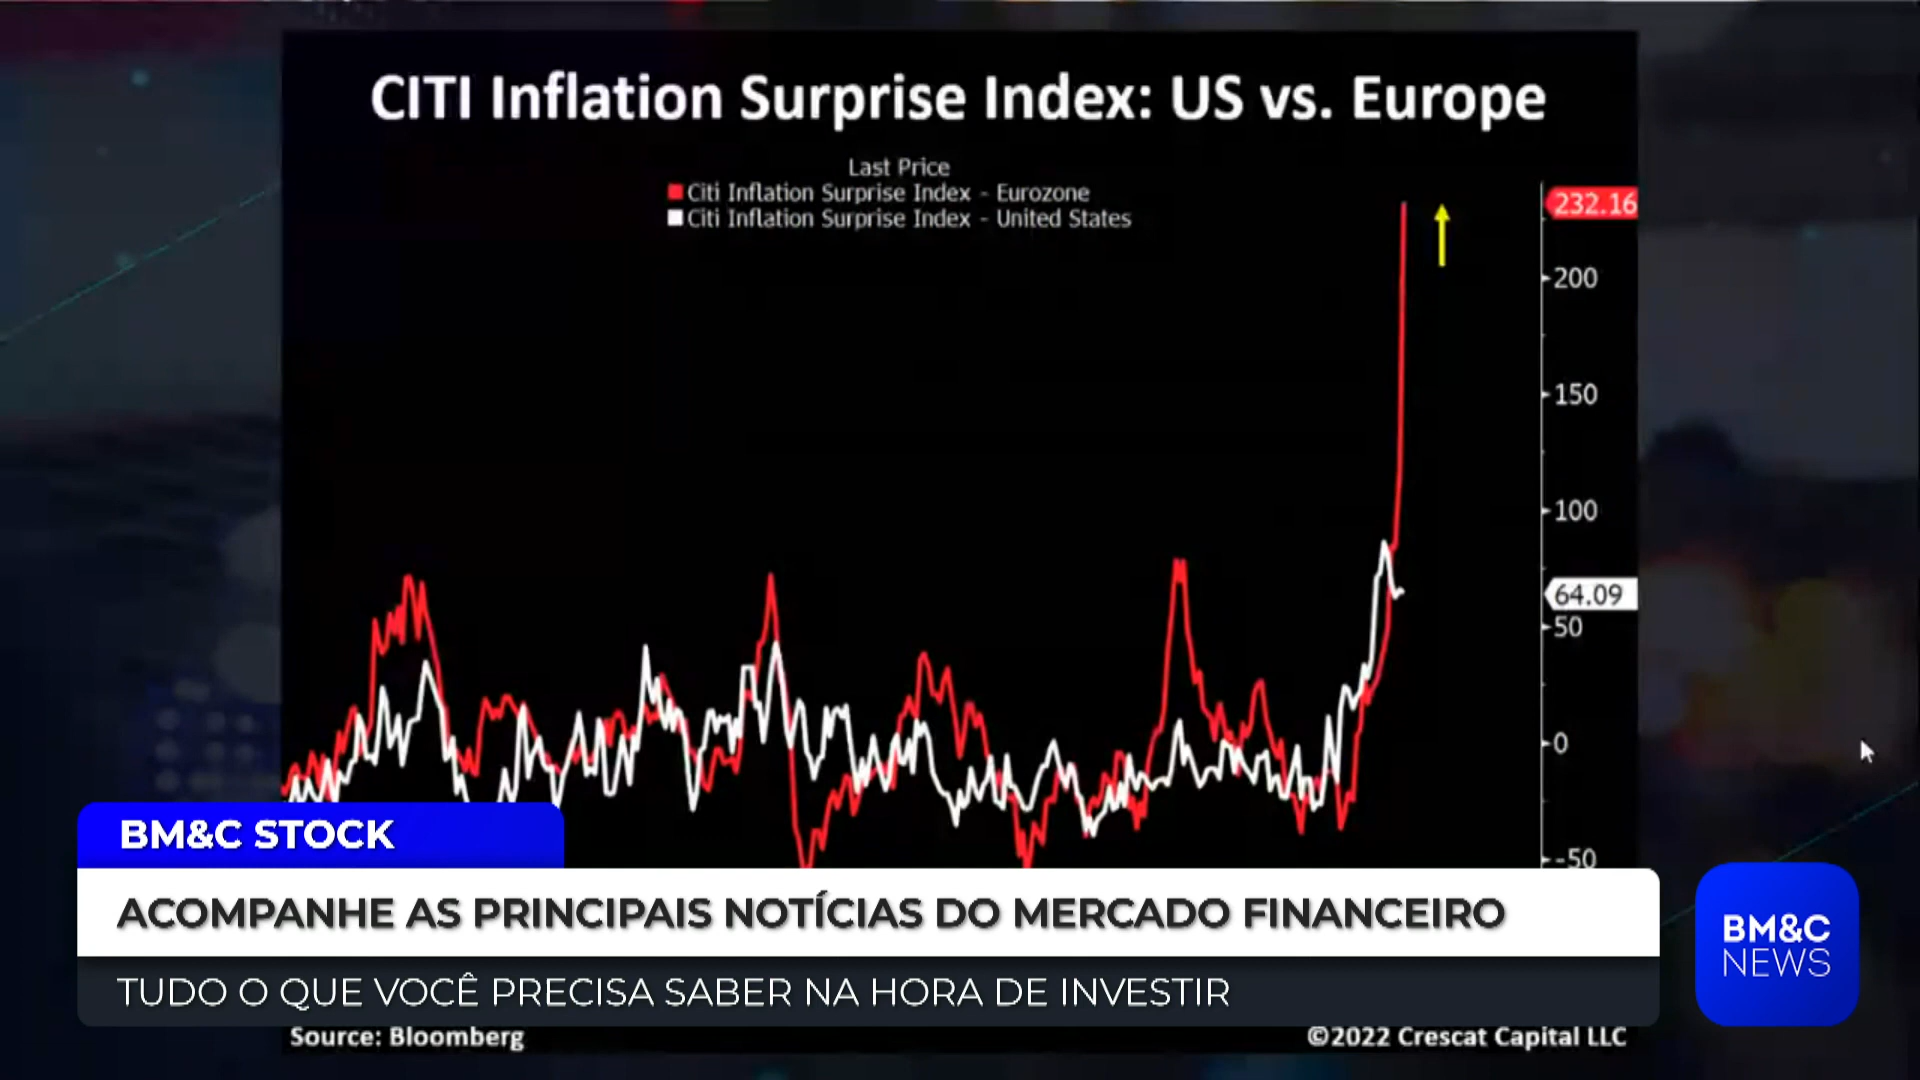 CITI Inflation Surprise Index: US vs. Europe
Last Price
Citi Inflation Surprise Index - Eurozone
Citi Inflation Surprise Index - United States
232.16
200
150
100
64.09
50
0
-50
BM&C STOCK
ACOMPANHE AS PRINCIPAIS NOTÍCIAS DO MERCADO FINANCEIRO
TUDO O QUE VOCÊ PRECISA SABER NA HORA DE INVESTIR
BM&C
NEWS
Source: Bloomberg
©2022 Crescat Capital LLC